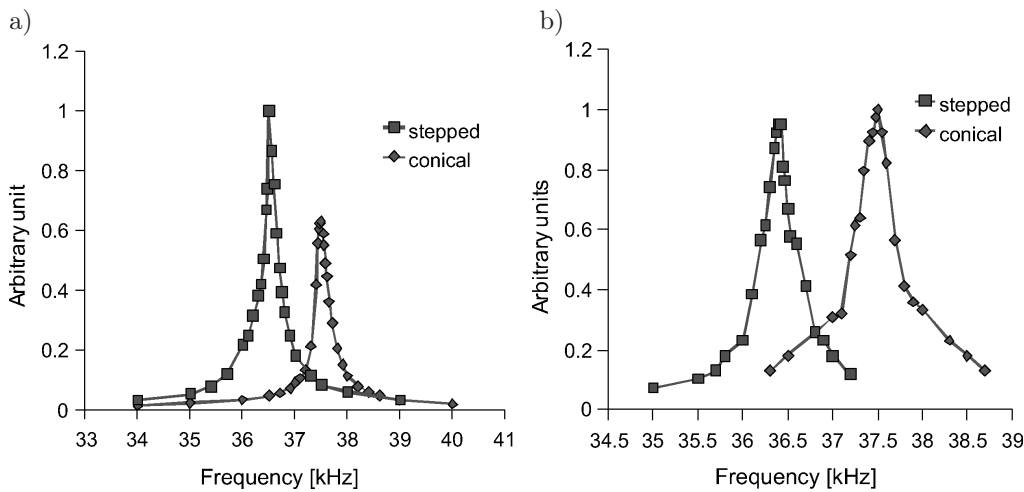 a)
1.2
1
0.8
0.6
0.4
0.2
0
Arbitrary unit
stepped
conical
33 34 35 36 37 38 39 40 41
Frequency [kHz]
b)
1.2
1
0.8
0.6
0.4
0.2
0
Arbitrary units
stepped
conical
34.5 35 35.5 36 36.5 37 37.5 38 38.5 39
Frequency [kHz]